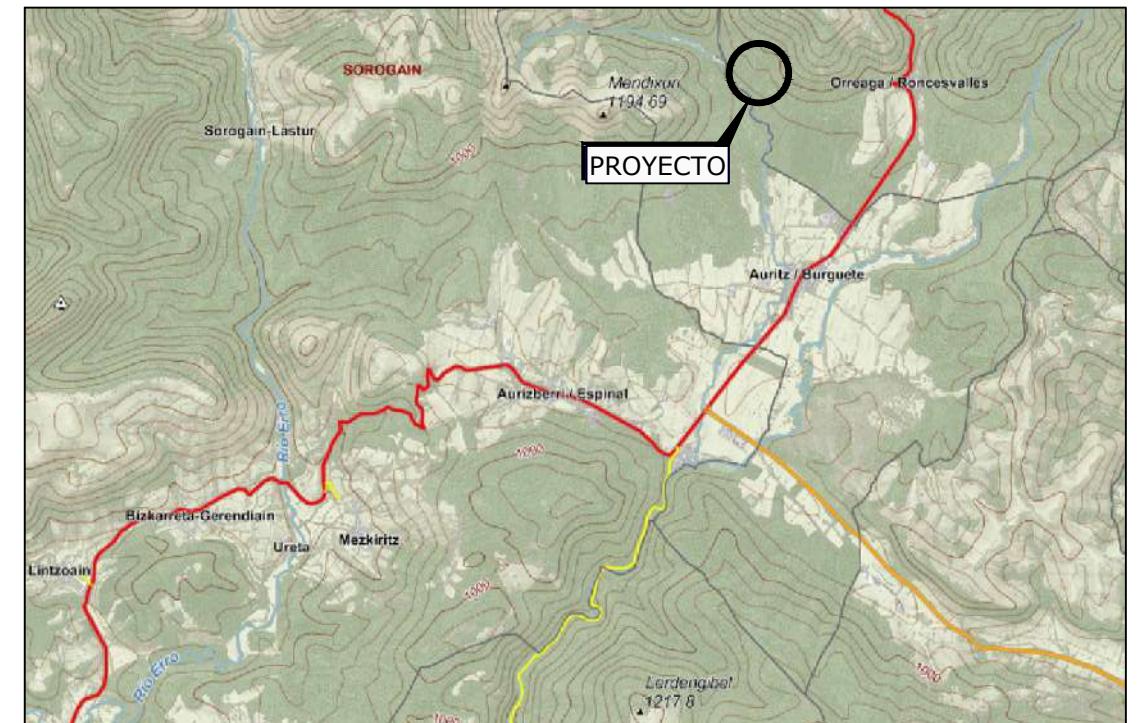 SOROGAIN
Mendixuri
1194.69
Orreaga / Roncesvalles
Sorogain-Lastur
1000
PROYECTO
Auritz / Burguete
Aurizberri / Espinal
1000
Río Erro
Bizkarreta-Gerendiain
Ureta
Mezkiritz
Lintzoain
1000
1000
Río Erro
Lerdengibel
1217.8
1000